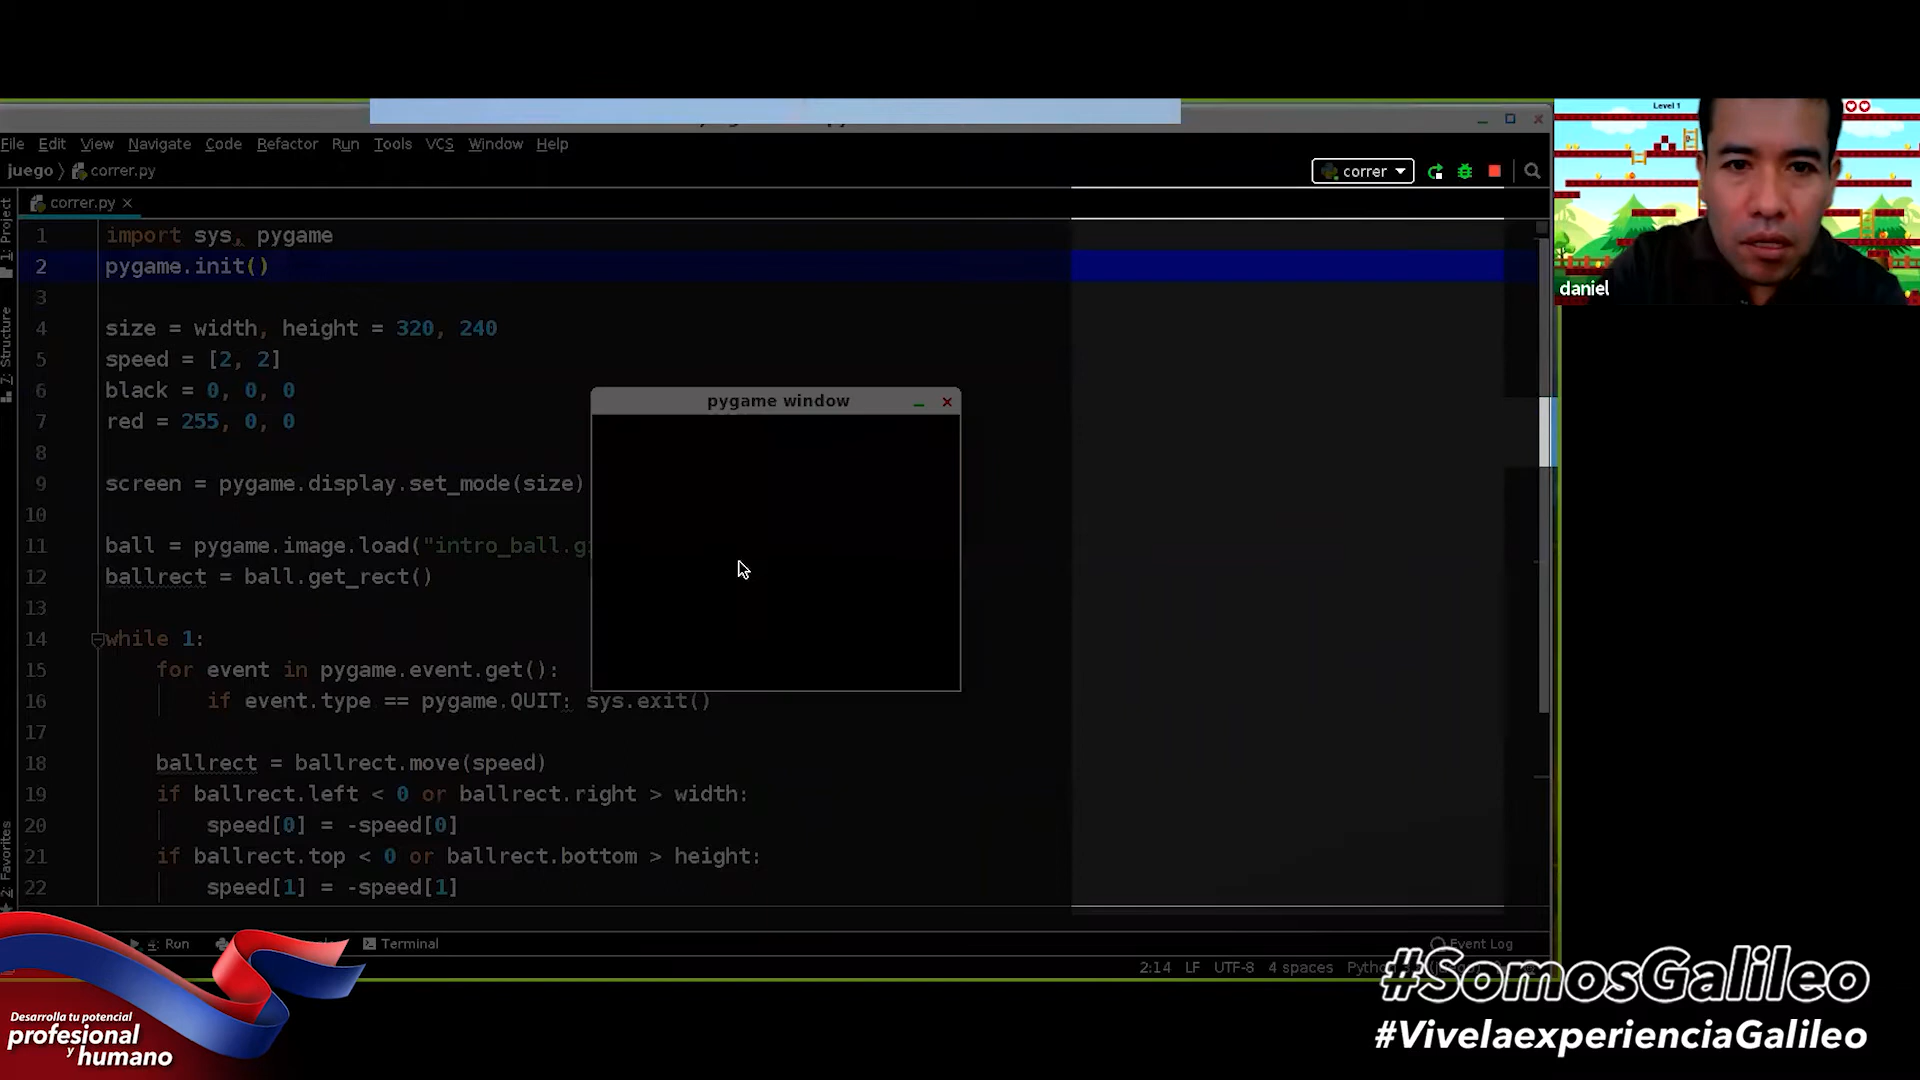 Level 1
daniel
File Edit View Navigate Code Refactor Run Tools VCS Window Help
juego correr.py
correr
correr.py
1: Project
7: Structure
2: Favorites
1 import sys, pygame
2 pygame.init()
3
4 size = width, height = 320, 240
5 speed = [2, 2]
6 black = 0, 0, 0
7 red = 255, 0, 0
8
9 screen = pygame.display.set_mode(size)
10
11 ball = pygame.image.load("intro_ball.g
12 ballrect = ball.get_rect()
13
14 while 1:
15 for event in pygame.event.get():
16 if event.type == pygame.QUIT: sys.exit()
17
18 ballrect = ballrect.move(speed)
19 if ballrect.left < 0 or ballrect.right > width:
20 speed[0] = -speed[0]
21 if ballrect.top < 0 or ballrect.bottom > height:
22 speed[1] = -speed[1]
pygame window
4: Run Terminal Event Log
2:14 LF UTF-8 4 spaces
Desarrolla tu potencial
profesional
y humano
#SomosGalileo
#VivelaexperienciaGalileo